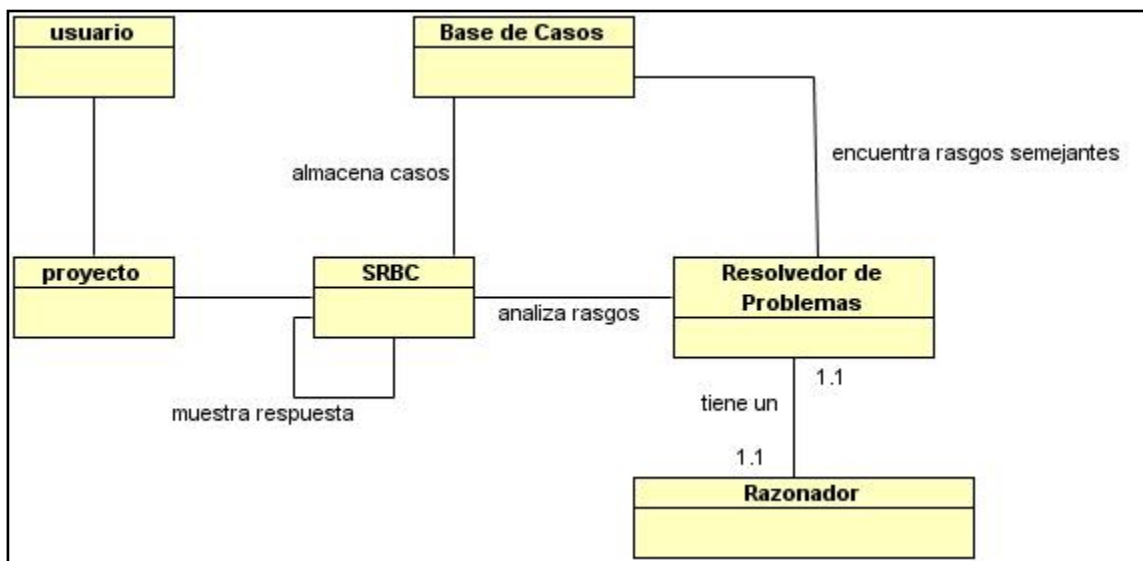 usuario
Base de Casos
encuentra rasgos semejantes
almacena casos
proyecto
SRBC
Resolvedor de
Problemas
analiza rasgos
muestra respuesta
1.1
tiene un
1.1
Razonador